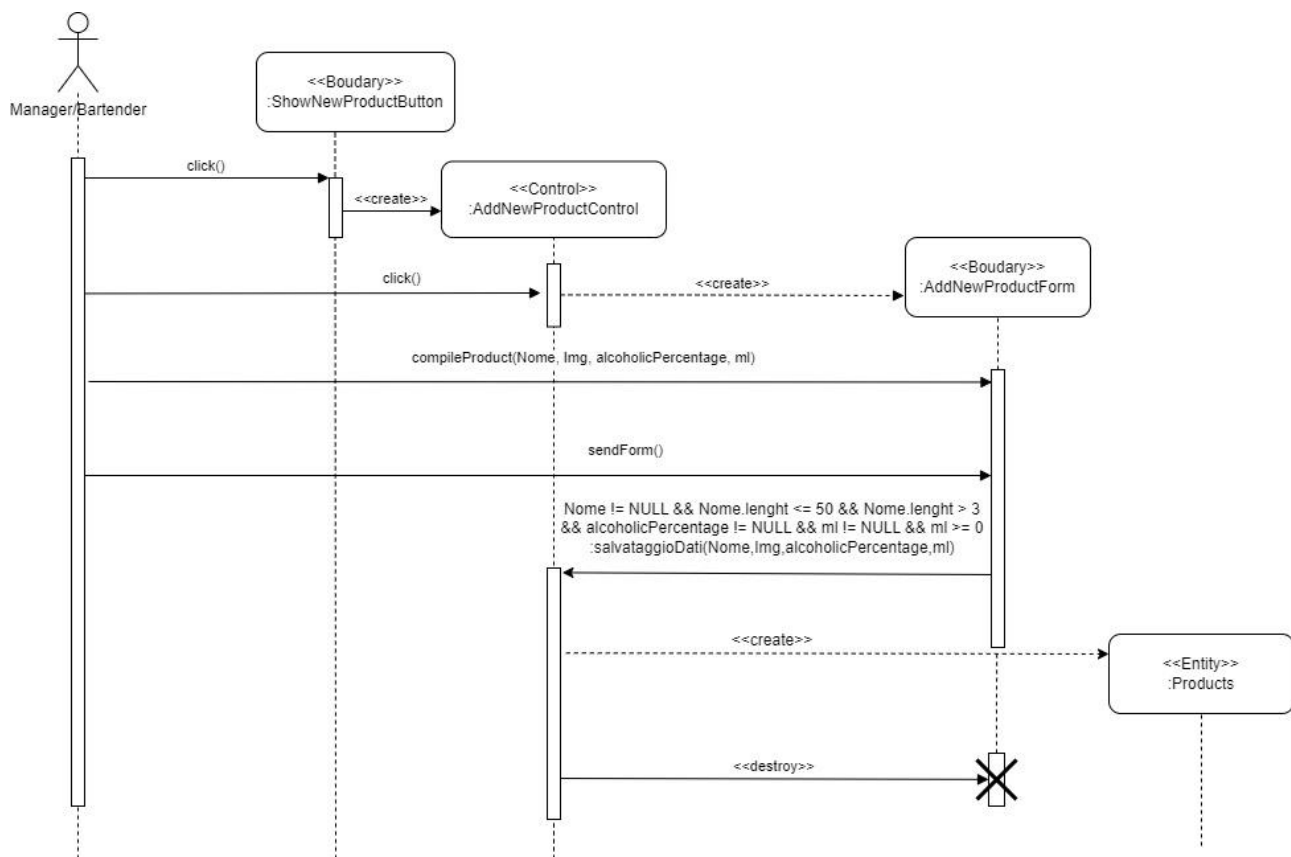 Manager/Bartender
<<Boudary>>
:ShowNewProductButton
click()
<<create>>
<<Control>>
:AddNewProductControl
click()
<<create>>
<<Boudary>>
:AddNewProductForm
compileProduct(Nome, Img, alcoholicPercentage, ml)
sendForm()
Nome != NULL && Nome.lenght <= 50 && Nome.lenght > 3
&& alcoholicPercentage != NULL && ml != NULL && ml >= 0
:salvataggioDati(Nome,Img,alcoholicPercentage,ml)
<<create>>
<<Entity>>
:Products
<<destroy>>